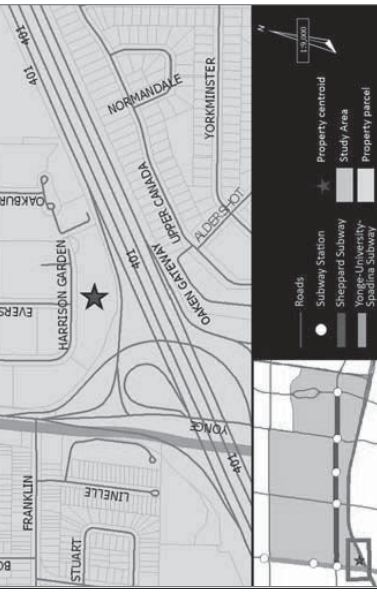 401
401
NORMANDALE
YORKMINSTER
OAKBUR
UPPER CANADA
ALDERSHOT
401
OAKEN GATEWAY
HARRISON GARDEN
EVERS
YONGE
401
FRANKLIN
LINELLE
STUART
BO
N
1:9,000
Roads
Subway Station
Sheppard Subway
Yonge-University-
Spadina Subway
Property centroid
Study Area
Property parcel